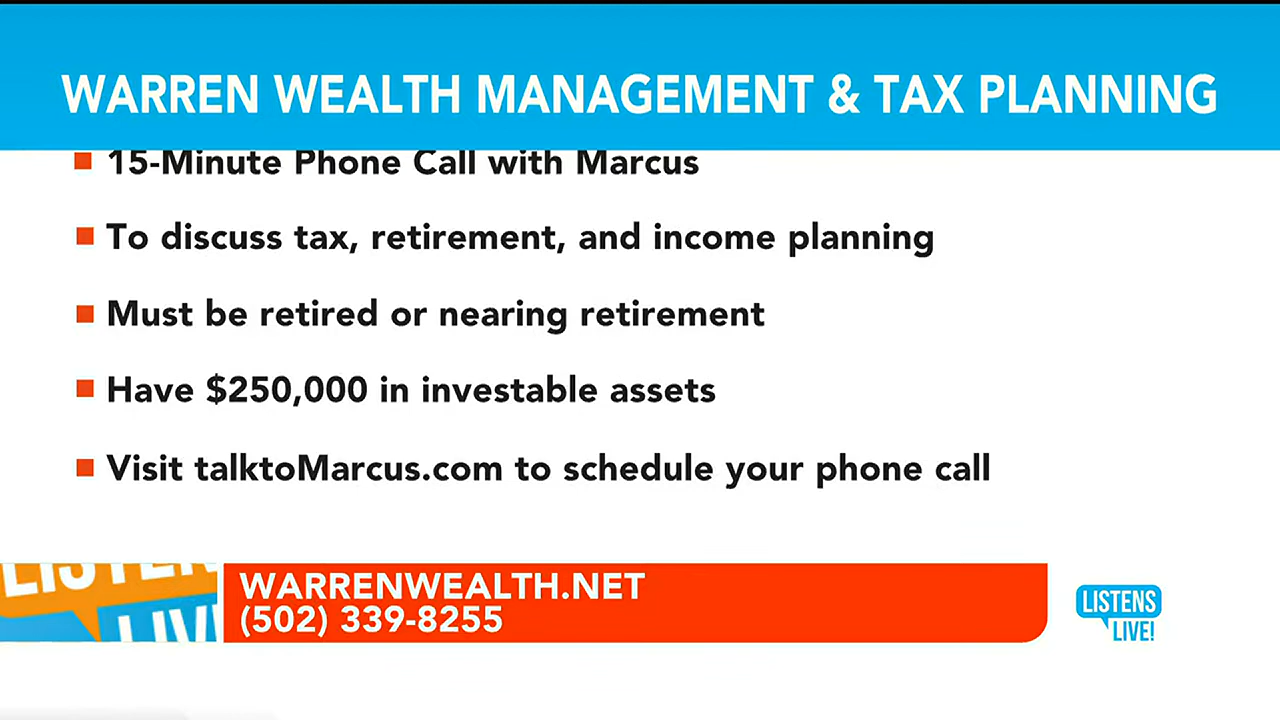 WARREN WEALTH MANAGEMENT & TAX PLANNING
15-Minute Phone Call with Marcus
To discuss tax, retirement, and income planning
Must be retired or nearing retirement
Have $250,000 in investable assets
Visit talktoMarcus.com to schedule your phone call
LISTEN
LIV
WARRENWEALTH.NET
(502) 339-8255
LISTENS
LIVE!